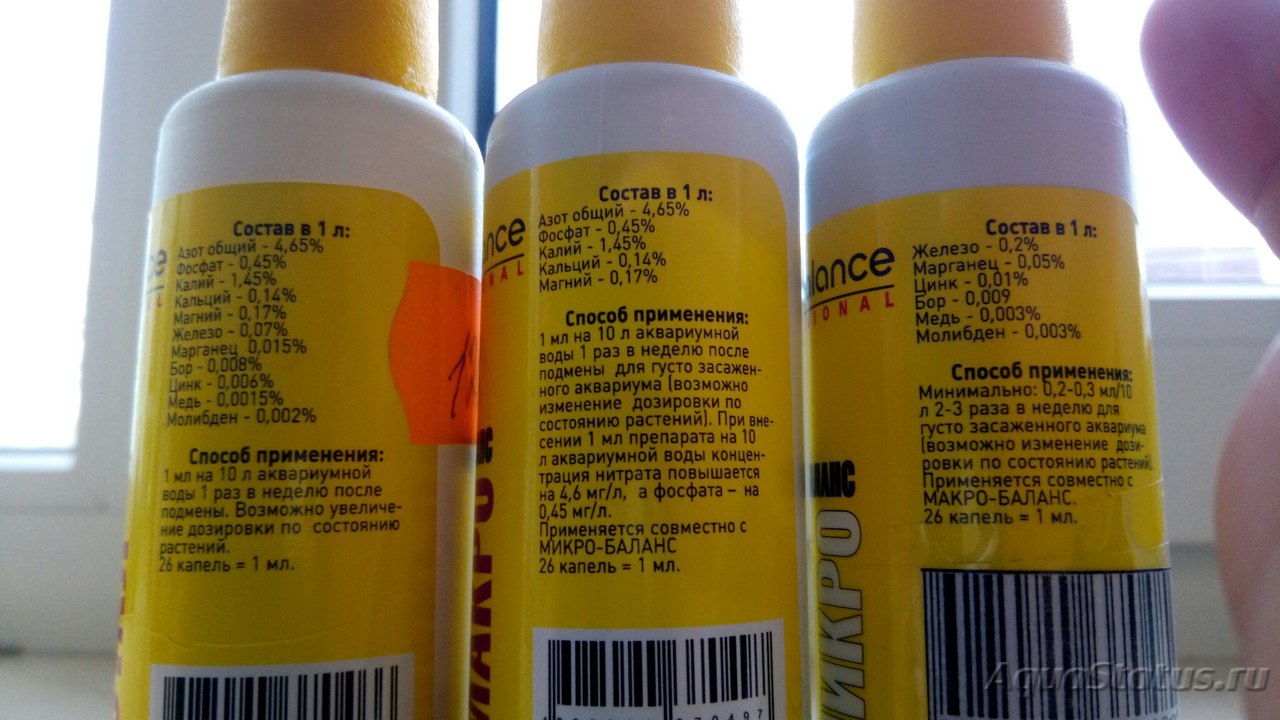 Состав в 1 л:
Азот общий - 4,65%
Фосфат - 0,45%
Калий - 1,45%
Кальций - 0,14%
Магний - 0,17%
Железо - 0,07%
Марганец 0,015%
Бор - 0,008%
Цинк - 0,006%
Медь - 0,0015%
Молибден - 0,002%
Способ применения:
1 мл на 10 л аквариумной
воды 1 раз в неделю после
подмены. Возможно увеличе-
ние дозировки по состоянию
растений.
26 капель = 1 мл.
Состав в 1 л:
Азот общий - 4,65%
Фосфат - 0,45%
Калий - 1,45%
Кальций - 0,14%
Магний - 0,17%
Способ применения:
1 мл на 10 л аквариумной
воды 1 раз в неделю после
подмены для густо засажен-
ного аквариума (возможно
изменение дозировки по
состоянию растений). При вне-
сении 1 мл препарата на 10
л аквариумной воды концен-
трация нитрата повышается
на 4,6 мг/л, а фосфата – на
0,45 мг/л.
Применяется совместно с
МИКРО-БАЛАНС
26 капель = 1 мл.
МАКРО
lance
IONAL
Состав в 1 л:
Железо - 0,2%
Марганец - 0,05%
Цинк - 0,01%
Бор - 0,009
Медь - 0,003%
Молибден - 0,003%
Способ применения:
Минимально: 0,2-0,3 мл/10
л 2-3 раза в неделю для
густо засаженного аквариума
(возможно изменение дози-
ровки по состоянию растений).
Применяется совместно с
МАКРО-БАЛАНС.
26 капель = 1 мл.
МИКРО
AquaStatus.ru